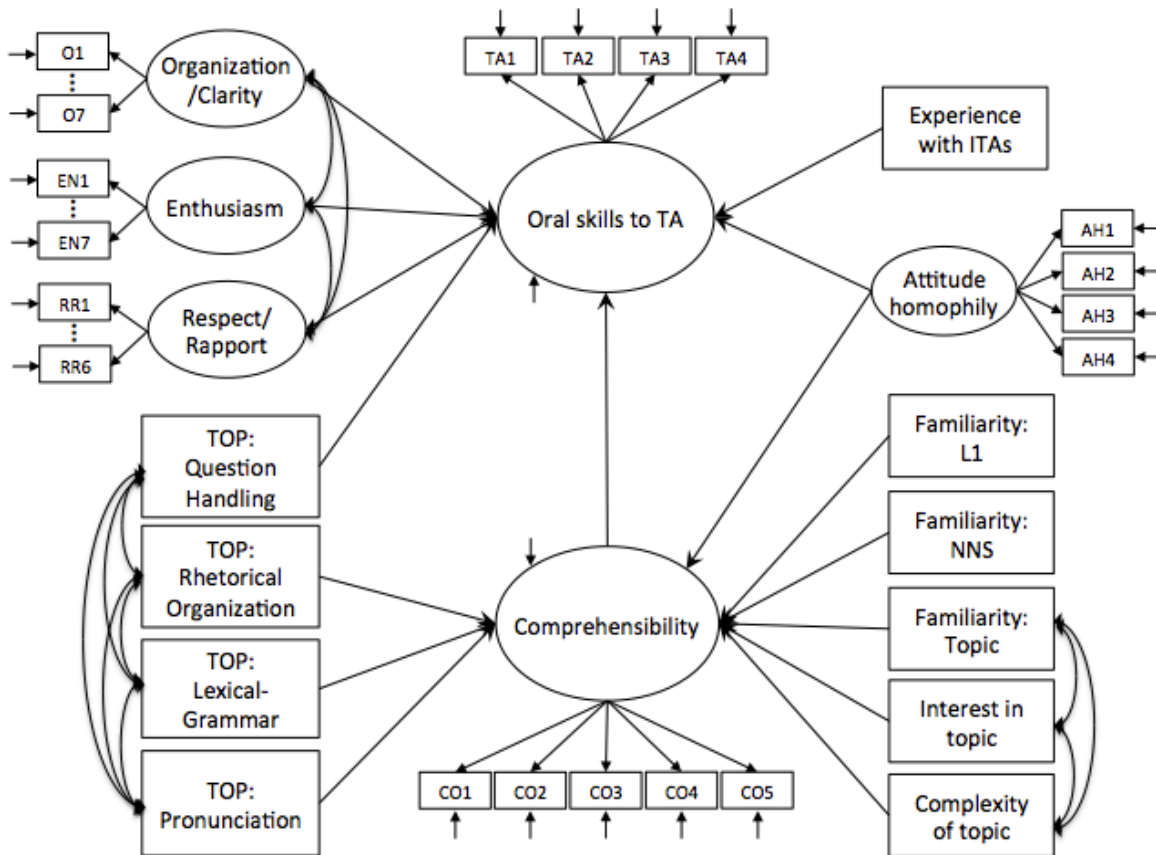 O1
⋮
O7
Organization
/Clarity
TA1
TA2
TA3
TA4
Experience
with ITAs
EN1
⋮
EN7
Enthusiasm
Oral skills to TA
RR1
⋮
RR6
Respect/
Rapport
Attitude
homophily
AH1
AH2
AH3
AH4
TOP:
Question
Handling
TOP:
Rhetorical
Organization
TOP:
Lexical-
Grammar
TOP:
Pronunciation
Comprehensibility
CO1
CO2
CO3
CO4
CO5
Familiarity:
L1
Familiarity:
NNS
Familiarity:
Topic
Interest in
topic
Complexity
of topic